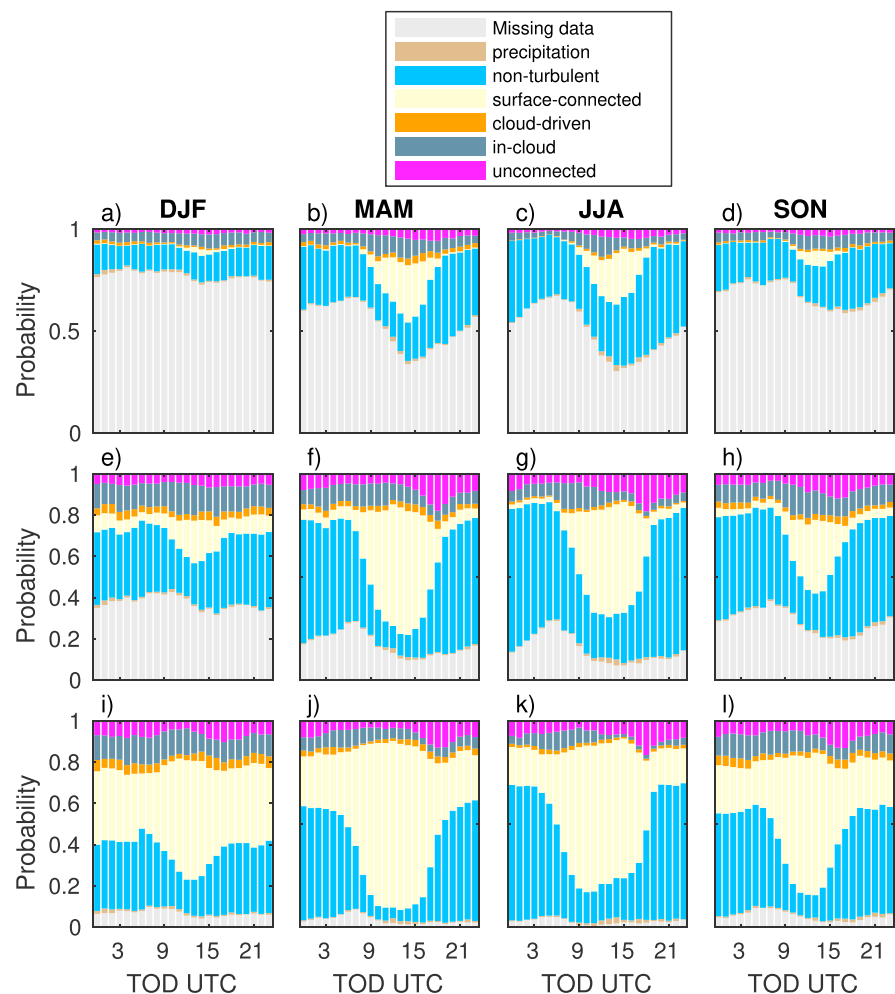 Missing data
precipitation
non-turbulent
surface-connected
cloud-driven
in-cloud
unconnected
a) DJF b) MAM c) JJA d) SON
1
0.5
0
Probability
e) f) g) h)
1
0.8
0.6
0.4
0.2
0
Probability
i) j) k) l)
1
0.8
0.6
0.4
0.2
0
Probability
3 9 15 21 3 9 15 21 3 9 15 21 3 9 15 21
TOD UTC TOD UTC TOD UTC TOD UTC